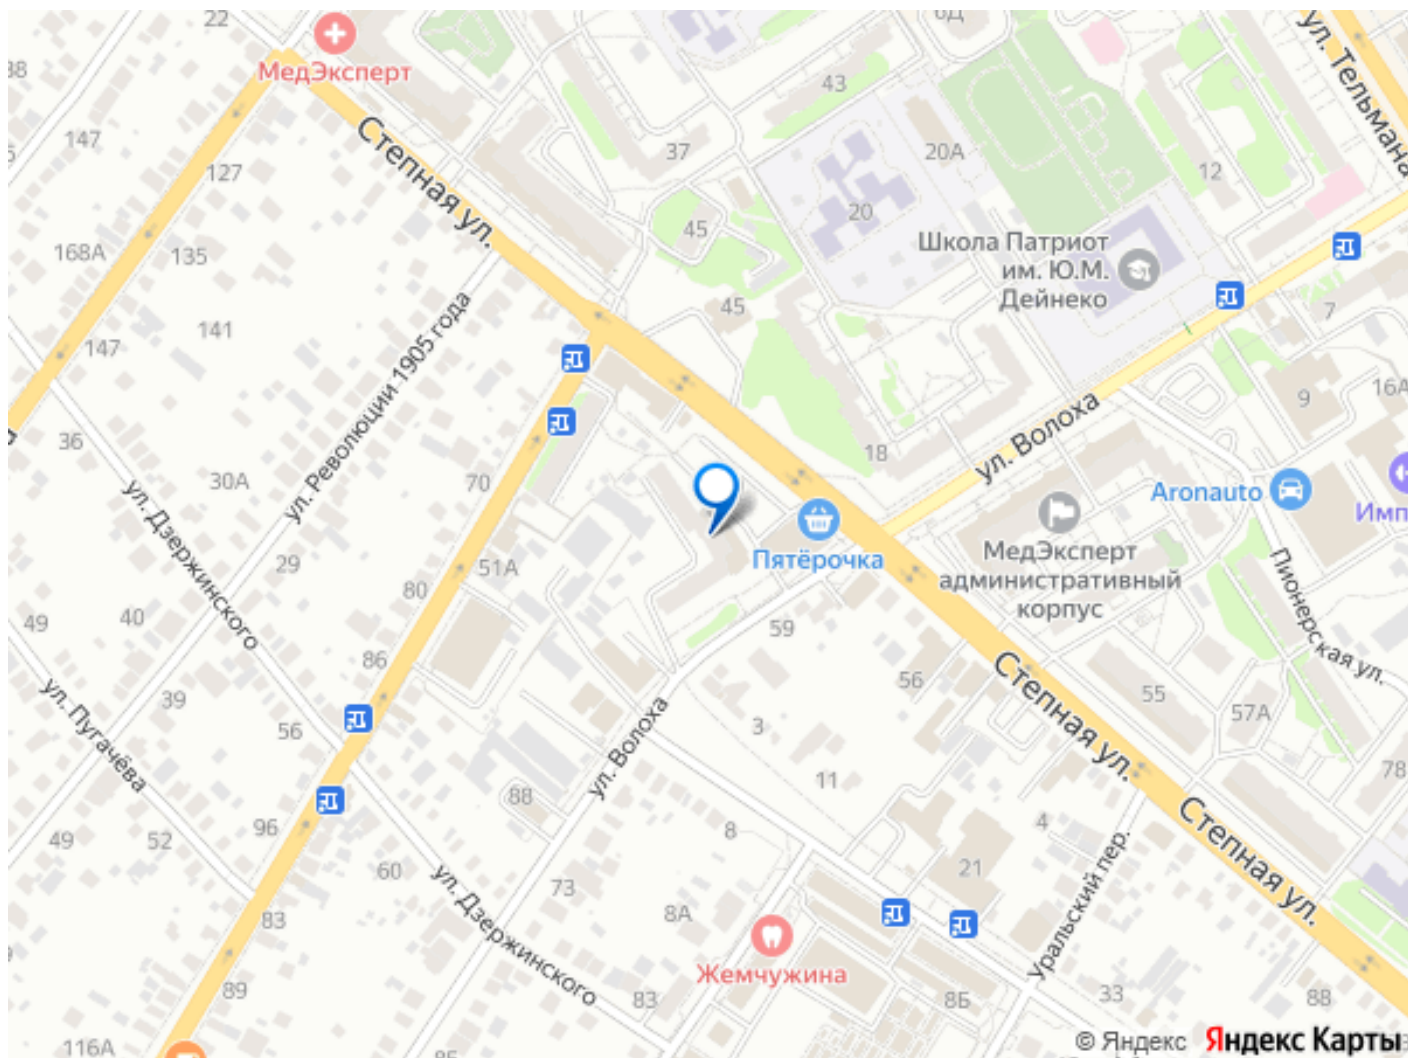 22
6Д
МедЭксперт
ул. Тельмана
43
147
Степная ул.
37
20А
12
127
20
45
168А
135
Школа Патриот
им. Ю.М.
Дейнеко
45
7
141
147
ул. Революции 1905 года
16А
9
36
ул. Волоха
18
30А
70
ул. Дзержинского
Aronauto
Имп
Пятёрочка
МедЭксперт
административный
корпус
51А
29
80
Пионерская ул.
49
40
59
86
56
Степная ул.
55
57А
39
56
ул. Пугачёва
3
ул. Волоха
11
78
88
96
8
4
49
52
60
21
Степная ул.
ул. Дзержинского
73
8А
Уральский пер.
83
Жемчужина
89
83
8Б
33
88
116А
© Яндекс Яндекс Карты